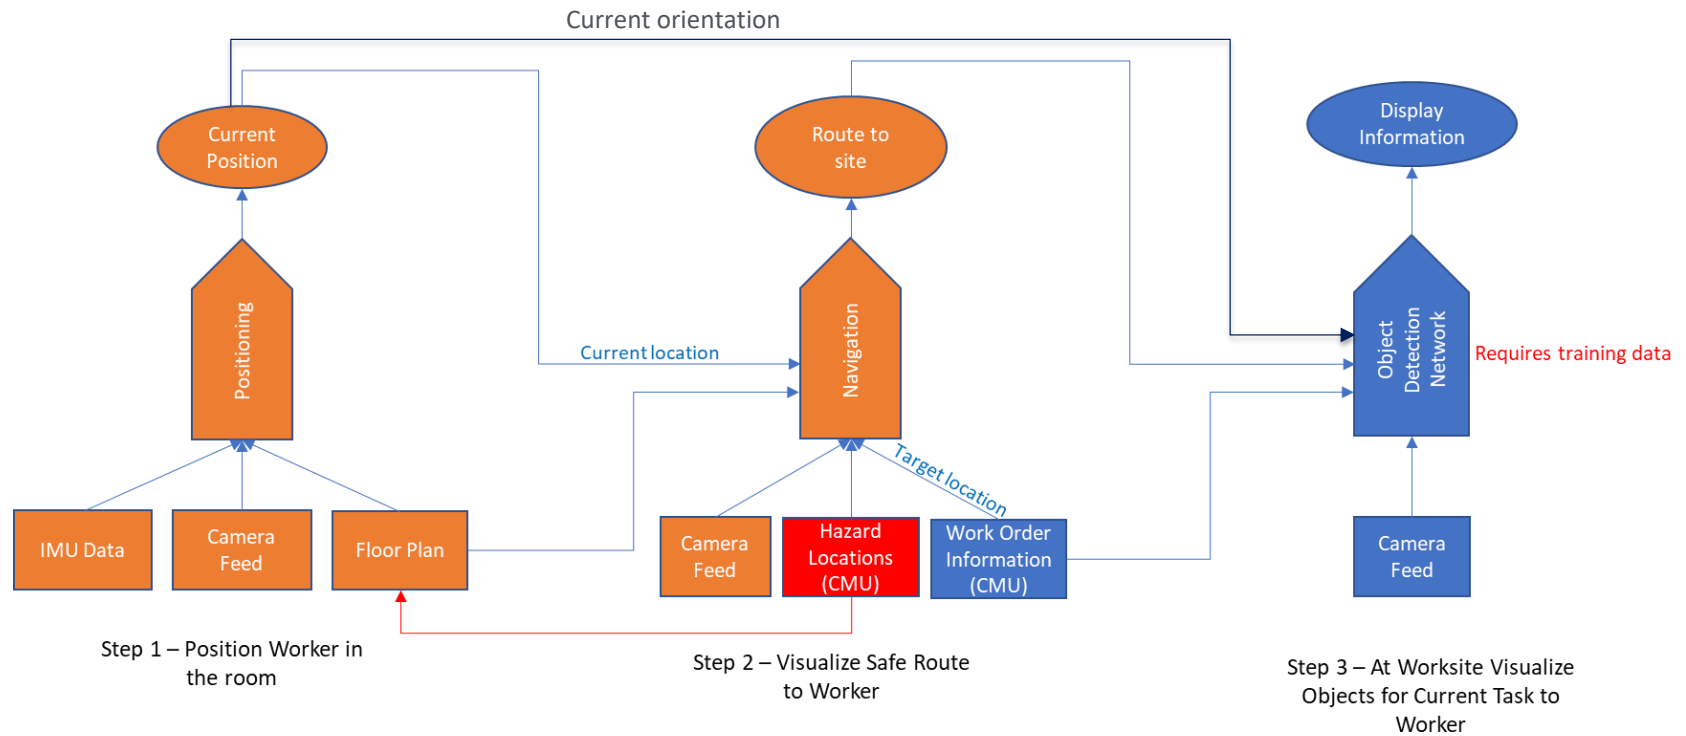 Current orientation
Current
Position
Route to
site
Display
Information
Positioning
Current location
Navigation
Object
Detection
Network
Requires training data
Target location
IMU Data
Camera
Feed
Floor Plan
Camera
Feed
Hazard
Locations
(CMU)
Work Order
Information
(CMU)
Camera
Feed
Step 1 – Position Worker in
the room
Step 2 – Visualize Safe Route
to Worker
Step 3 – At Worksite Visualize
Objects for Current Task to
Worker